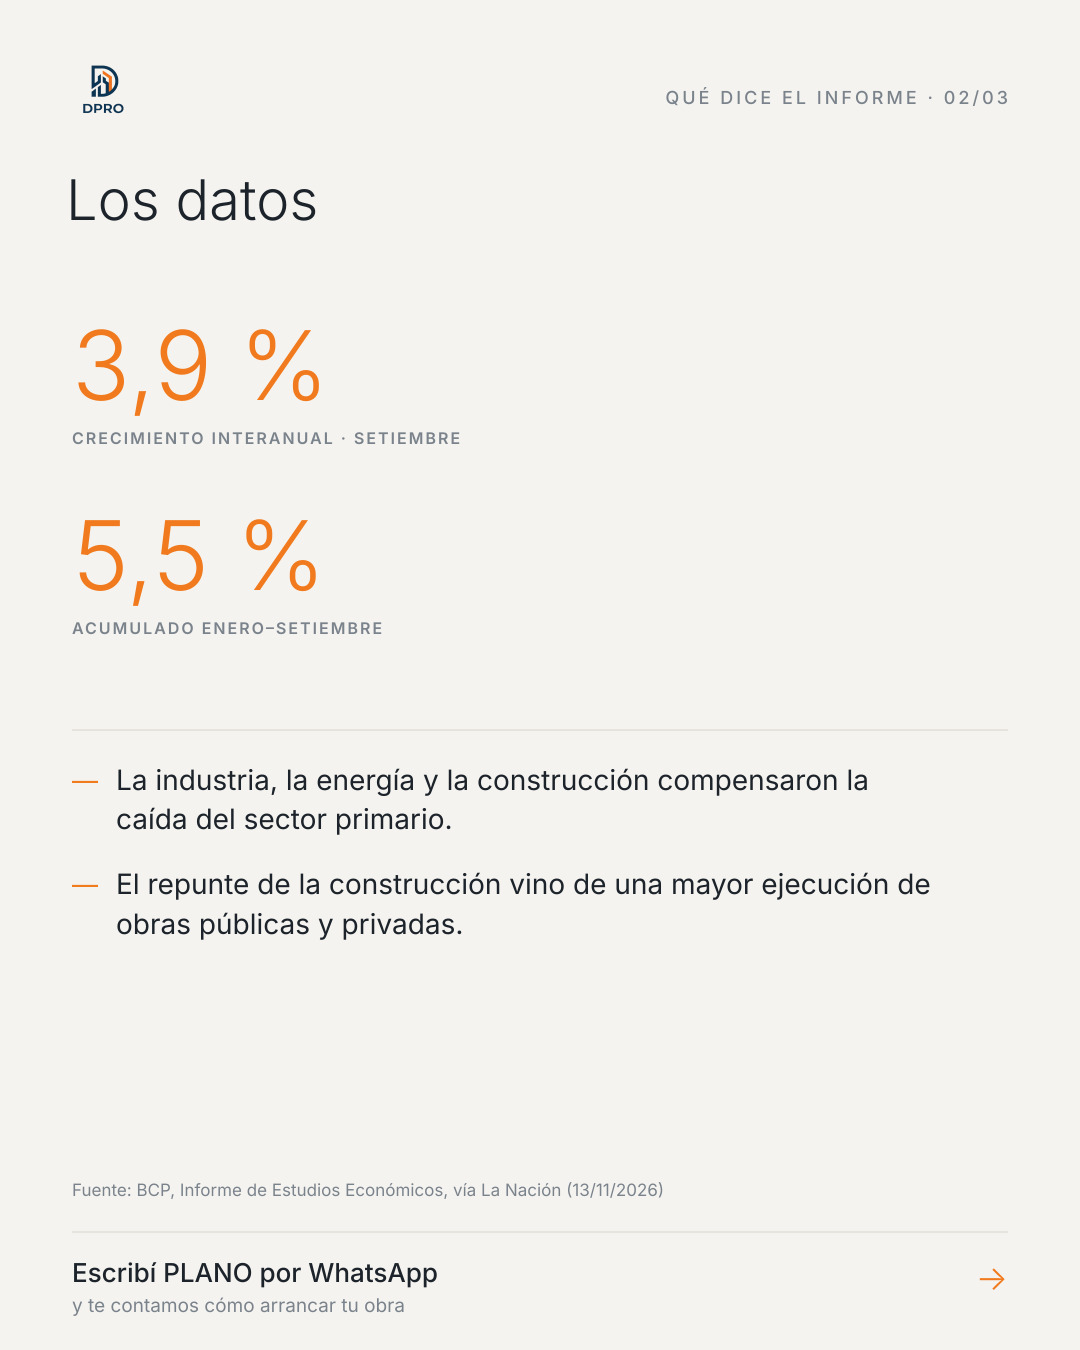 DPRO
QUÉ DICE EL INFORME · 02/03
Los datos
3,9 %
CRECIMIENTO INTERANUAL · SETIEMBRE
5,5 %
ACUMULADO ENERO–SETIEMBRE
— La industria, la energía y la construcción compensaron la
caída del sector primario.
— El repunte de la construcción vino de una mayor ejecución de
obras públicas y privadas.
Fuente: BCP, Informe de Estudios Económicos, vía La Nación (13/11/2026)
Escribí PLANO por WhatsApp
y te contamos cómo arrancar tu obra